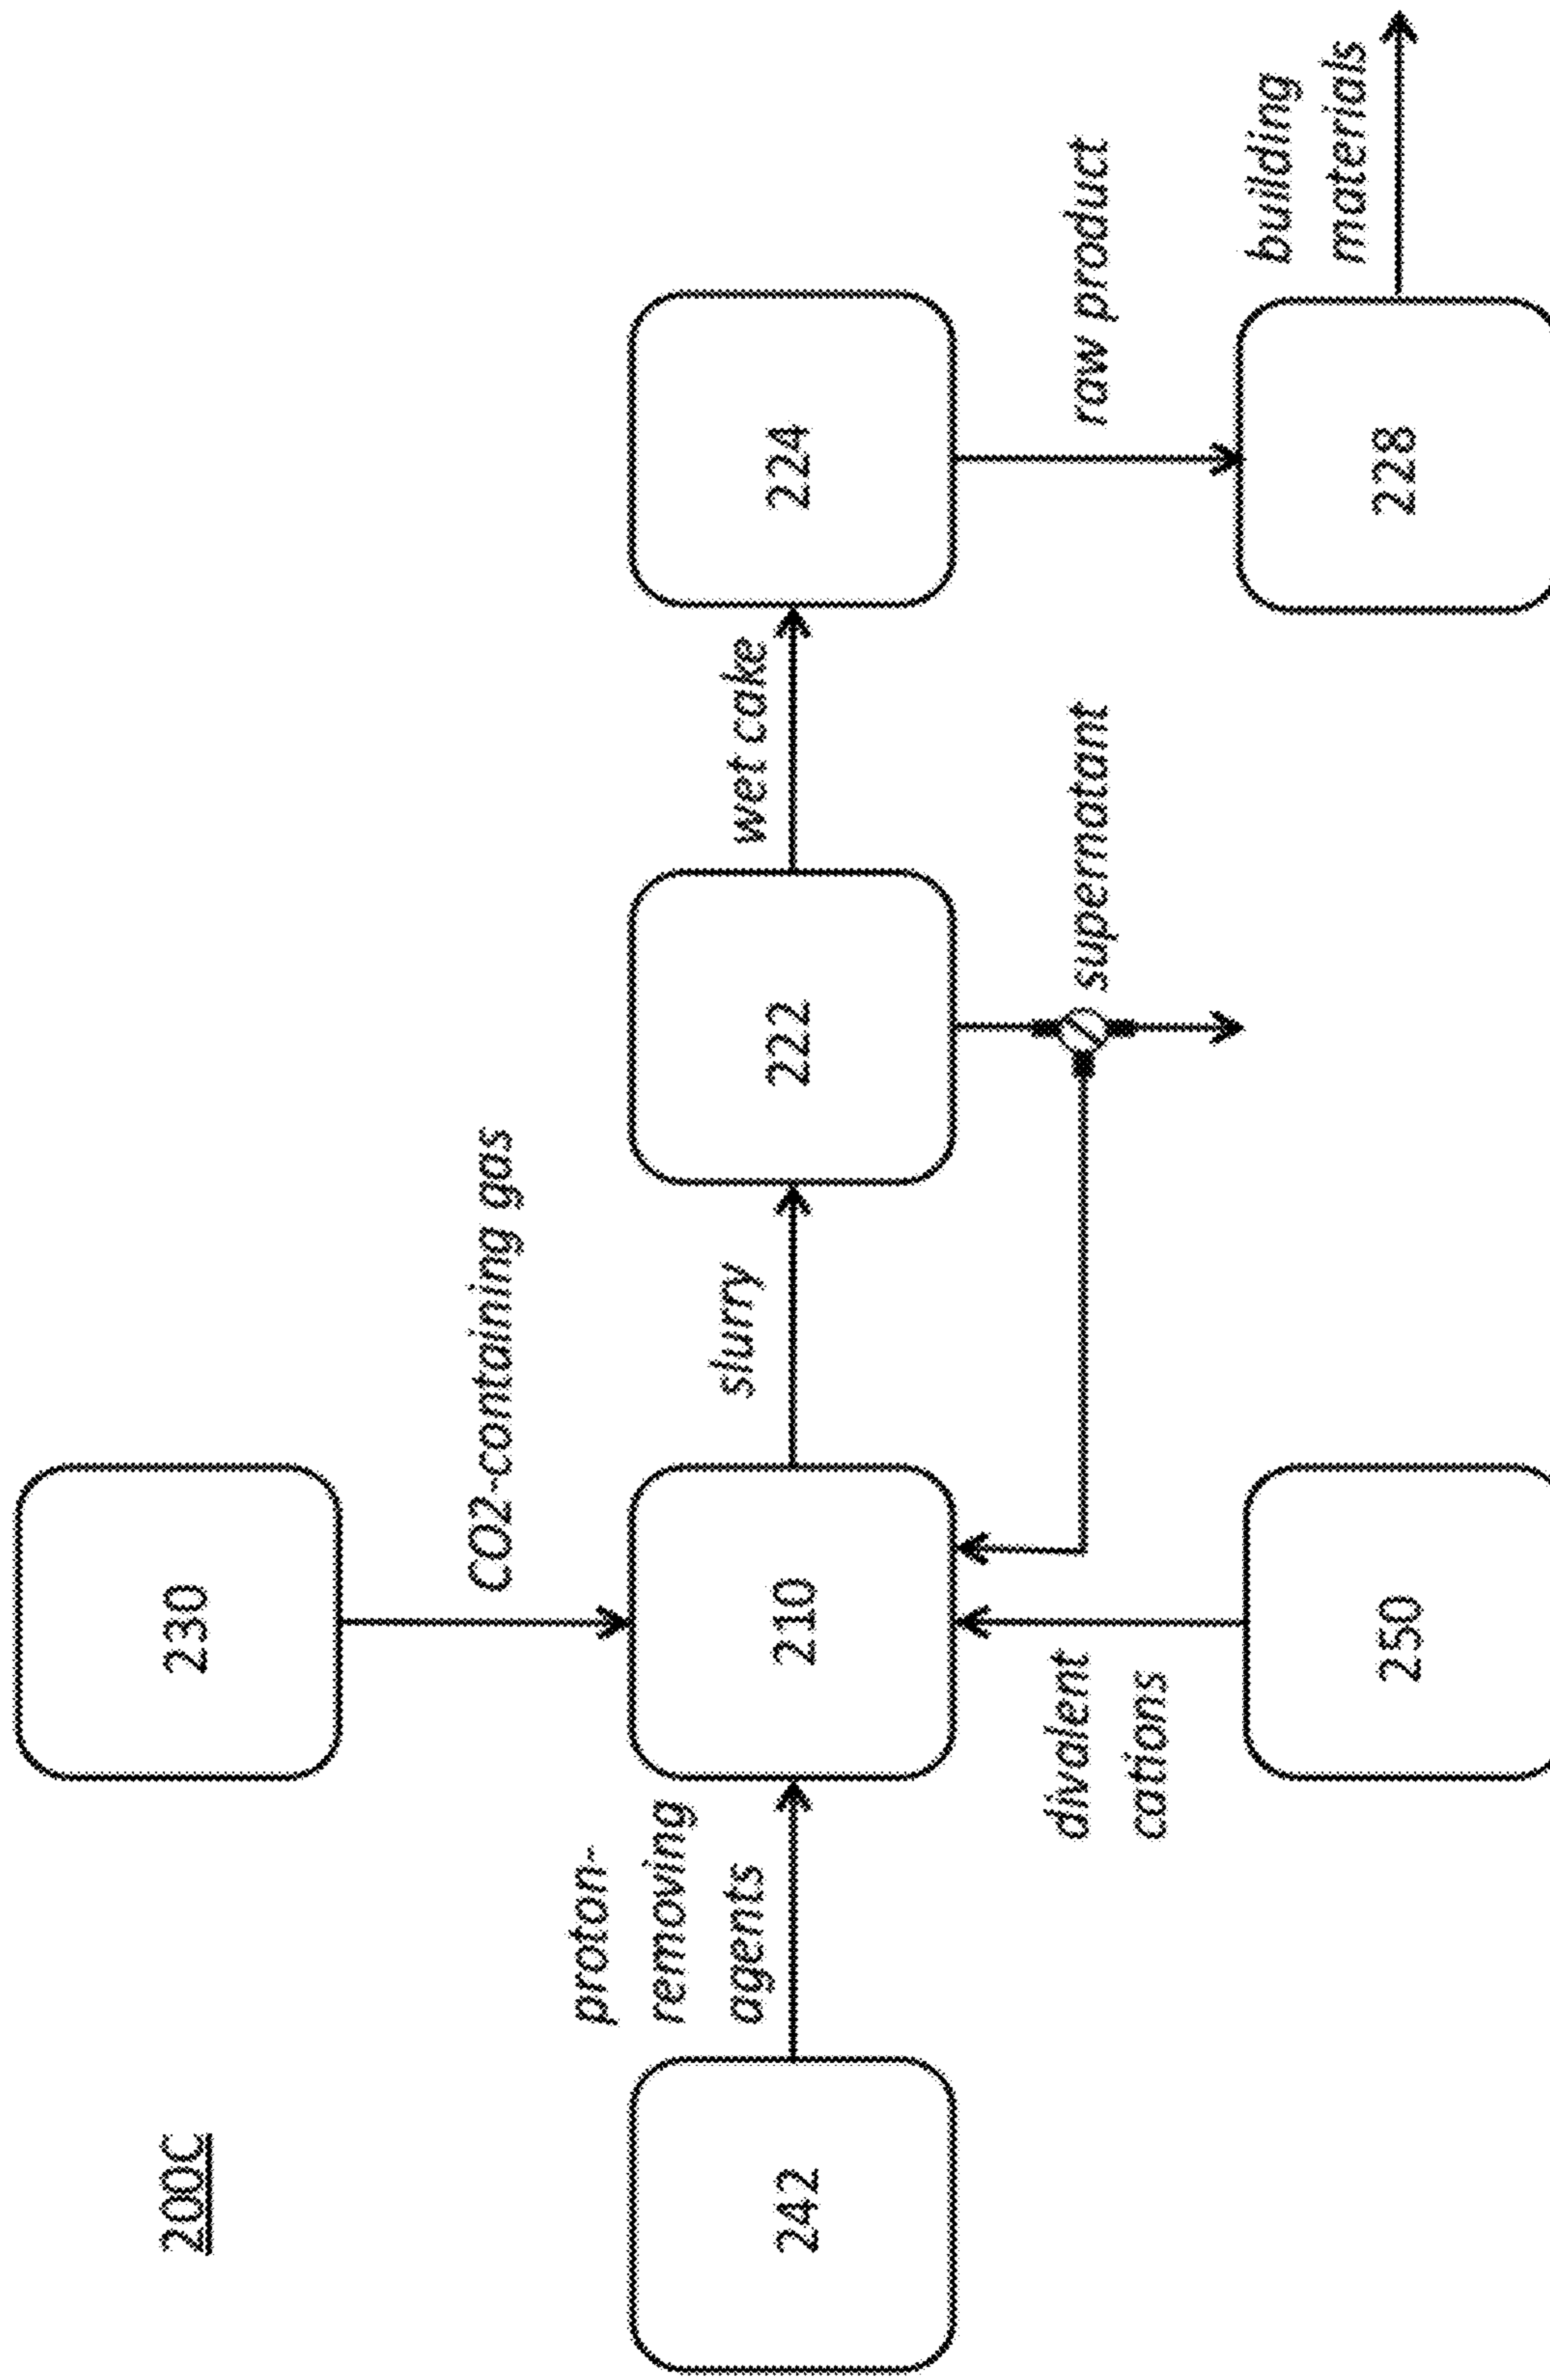 200C
230
CO2-containing gas
proton-
removing
agents
slurry
wet cake
242
210
222
224
divalent
cations
supernatant
raw product
250
228
building
materials